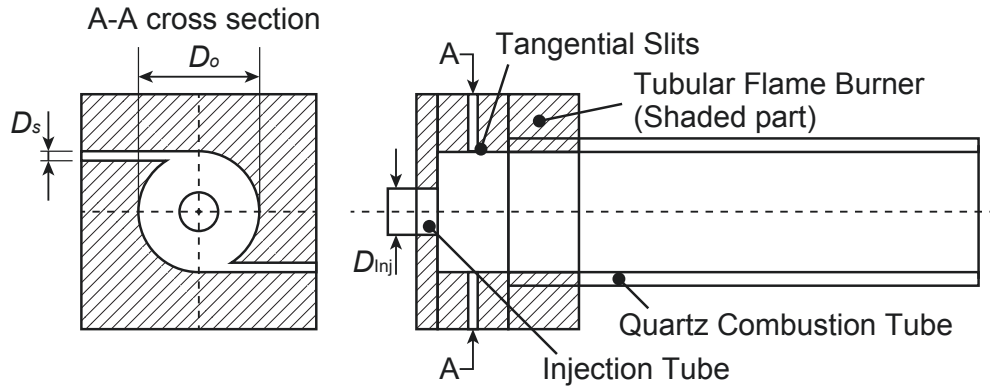 A-A cross section
Do
Ds
A
Tangential Slits
Tubular Flame Burner
(Shaded part)
DInj
Quartz Combustion Tube
A
Injection Tube